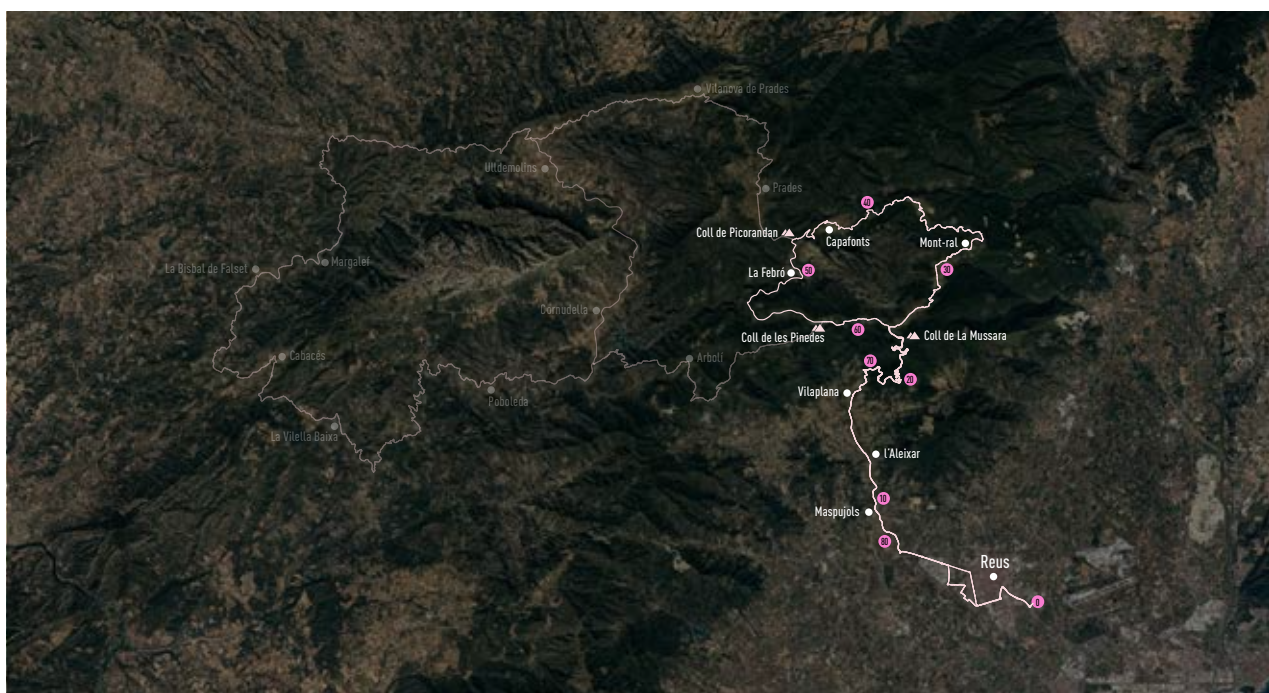 Vilanova de Prades
Ulldemolins
Prades
40
Coll de Picorandan
Capafonts
Mont-ral
La Bisbal de Falset
Margalef
La Febró
50
30
Cornudella
Coll de les Pinedes
60
Coll de La Mussara
Cabacés
Arbolí
70
20
Poboleda
Vilaplana
La Vilella Baixa
l'Aleixar
10
Maspujols
80
Reus
0